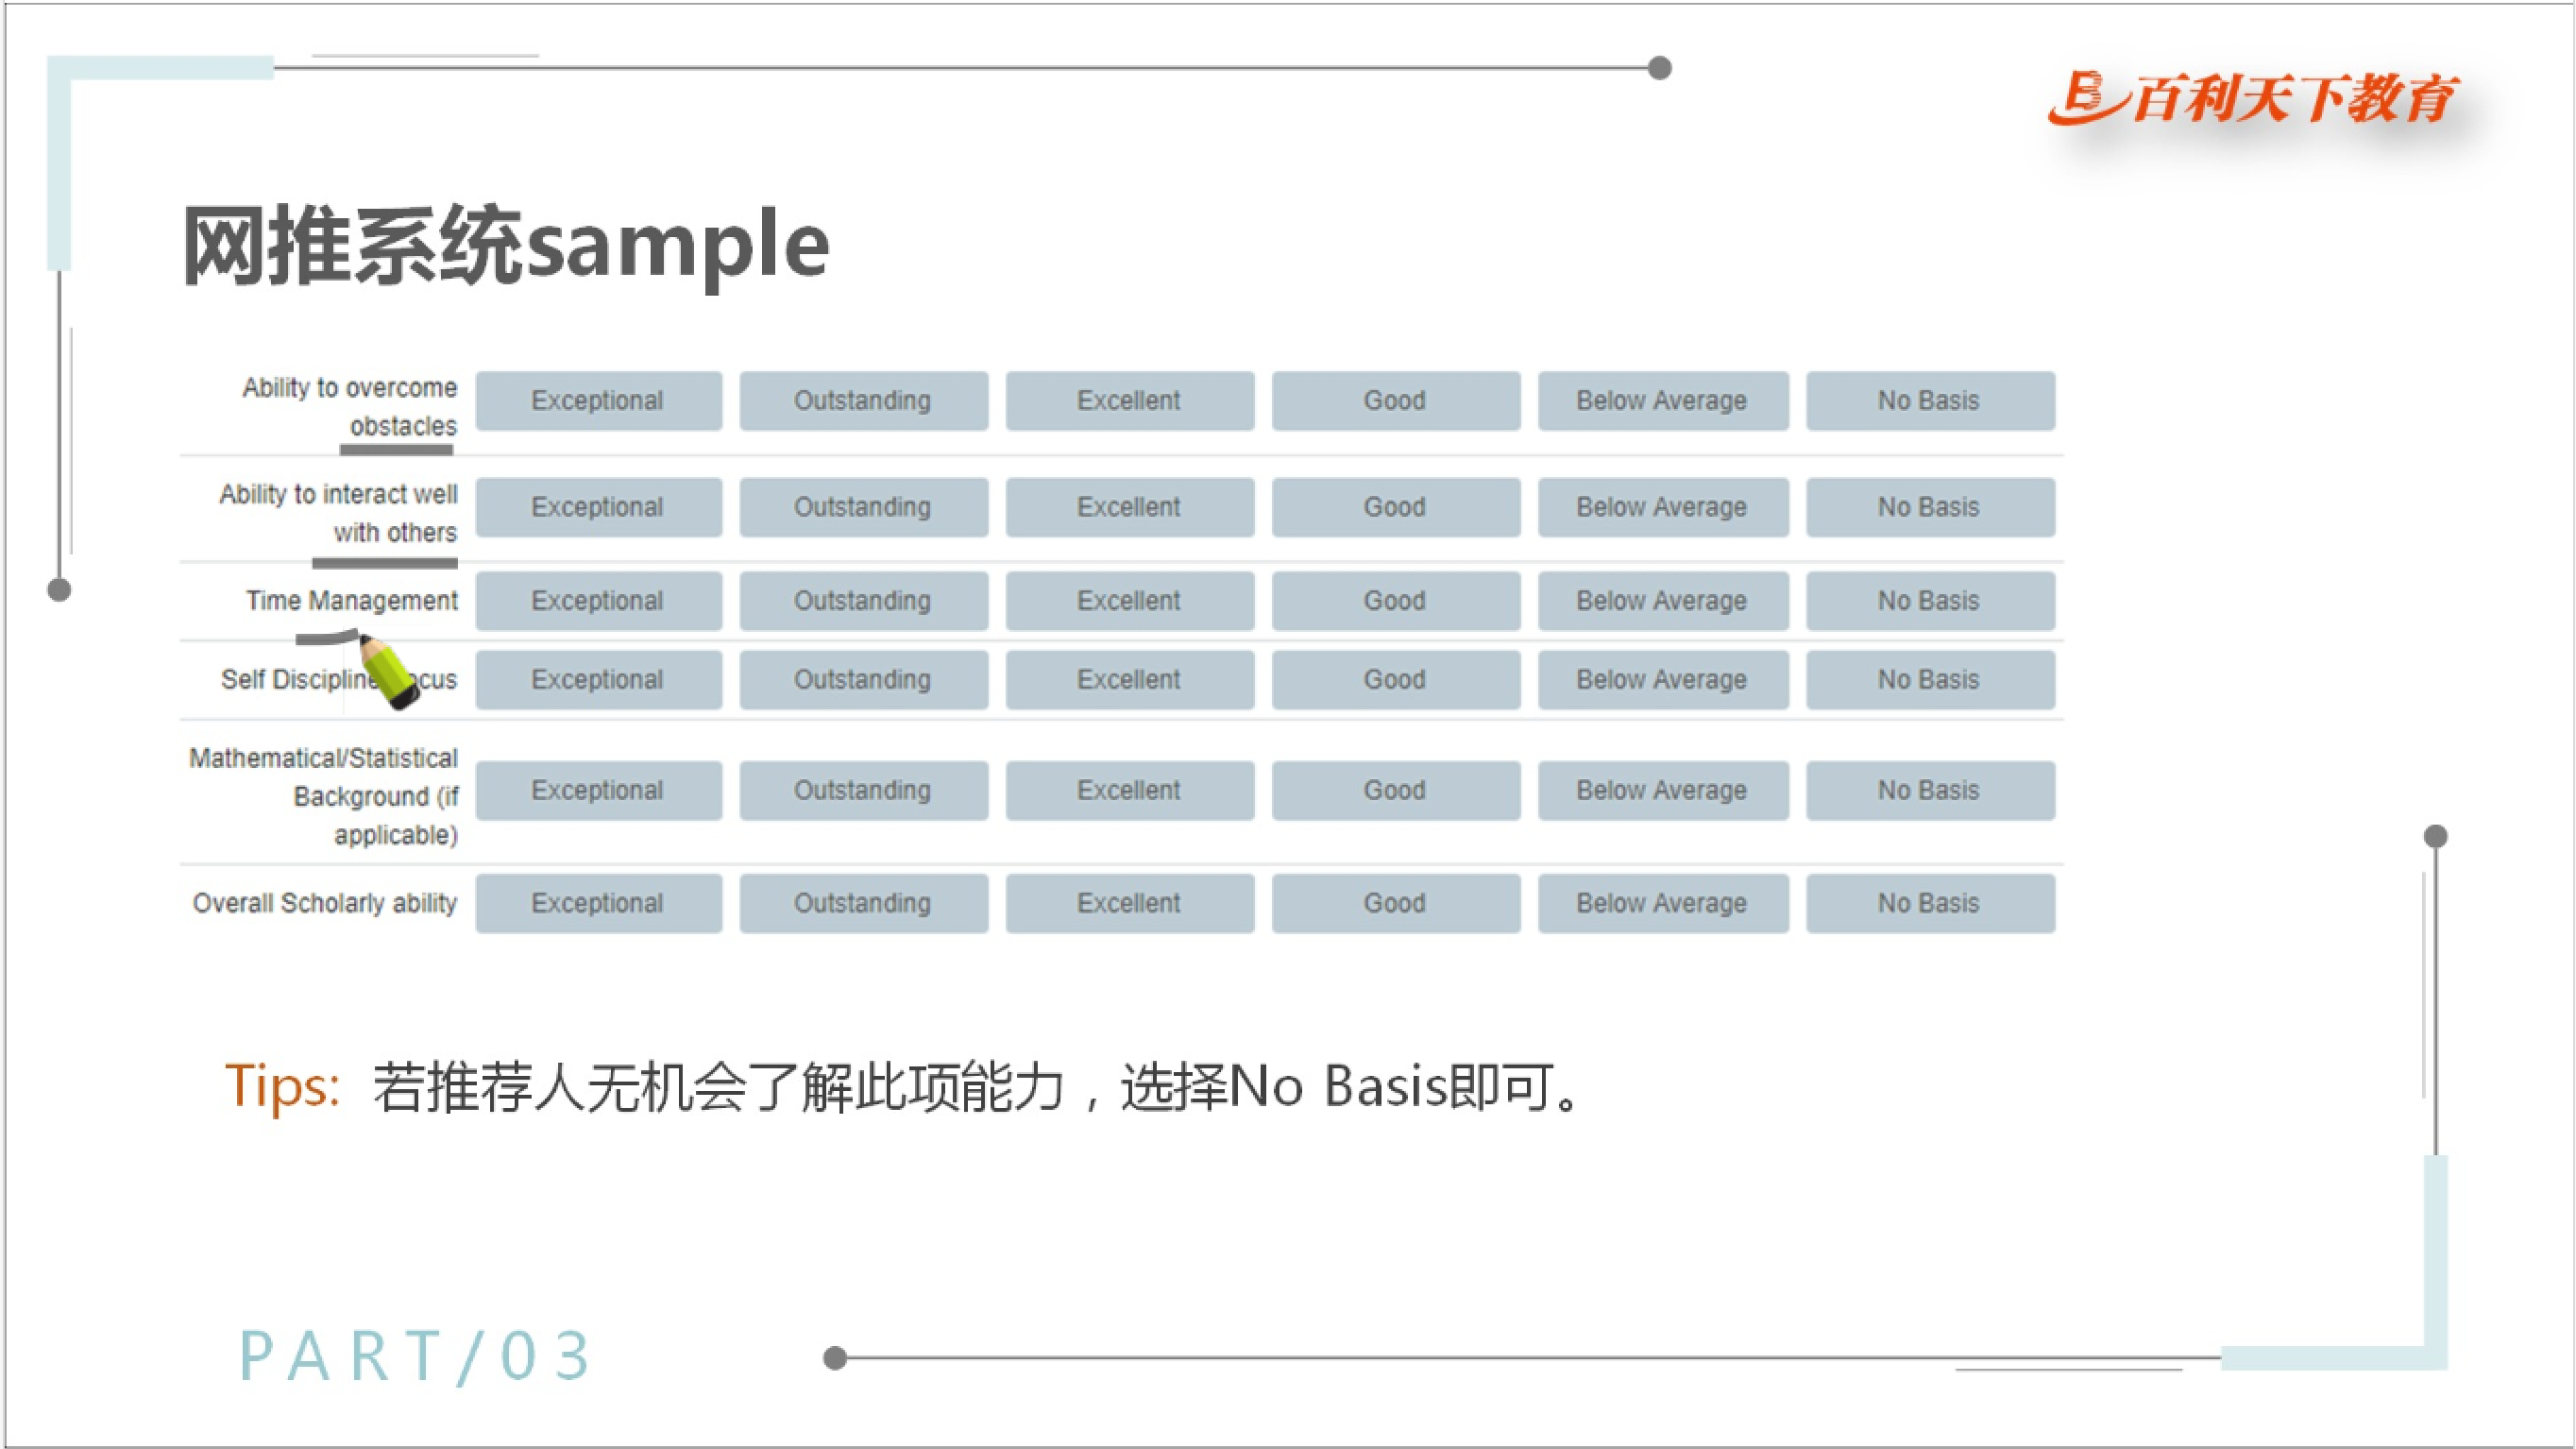 百利天下教育
网推系统sample
Ability to overcome
obstacles
Exceptional Outstanding Excellent Good Below Average No Basis
Ability to interact well
with others
Exceptional Outstanding Excellent Good Below Average No Basis
Time Management Exceptional Outstanding Excellent Good Below Average No Basis
Self Discipline Exceptional Outstanding Excellent Good Below Average No Basis
Mathematical/Statistical
Background (if
applicable)
Exceptional Outstanding Excellent Good Below Average No Basis
Overall Scholarly ability Exceptional Outstanding Excellent Good Below Average No Basis
Tips: 若推荐人无机会了解此项能力，选择No Basis即可。
PART/03